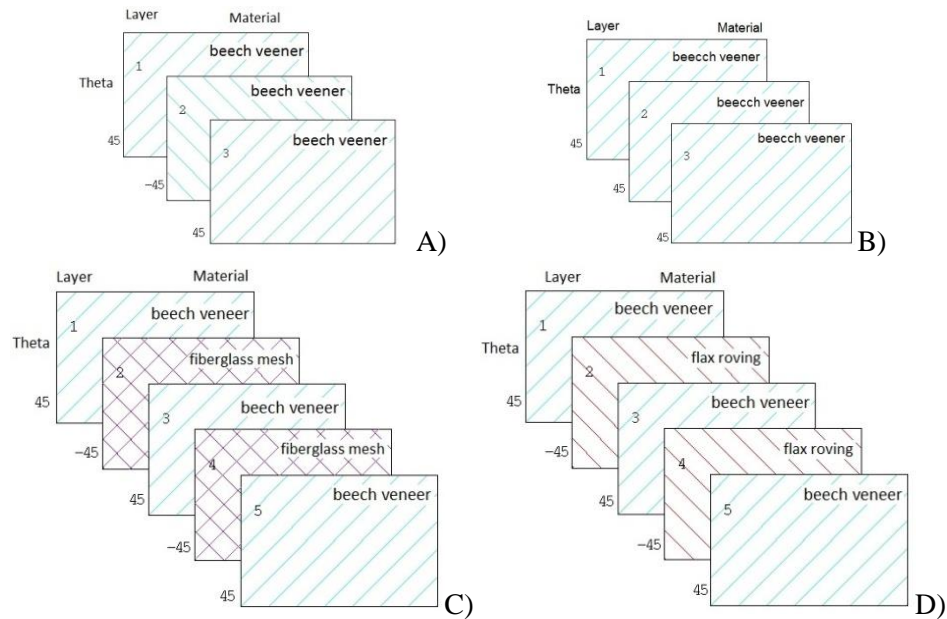 Layer Material
beech veener
1
Theta
beech veener
2
45
beech veener
3
−45
45
A)
Layer Material
beecch veener
1
Theta
beecch veener
2
45
beecch veener
3
45
45
B)
Layer Material
beech veneer
1
Theta
fiberglass mesh
2
45
beech veneer
3
−45
fiberglass mesh
4
45
beech veneer
5
−45
45
C)
Layer Material
beech veneer
1
Theta
flax roving
2
45
beech veneer
3
−45
flax roving
4
45
beech veneer
5
−45
45
D)